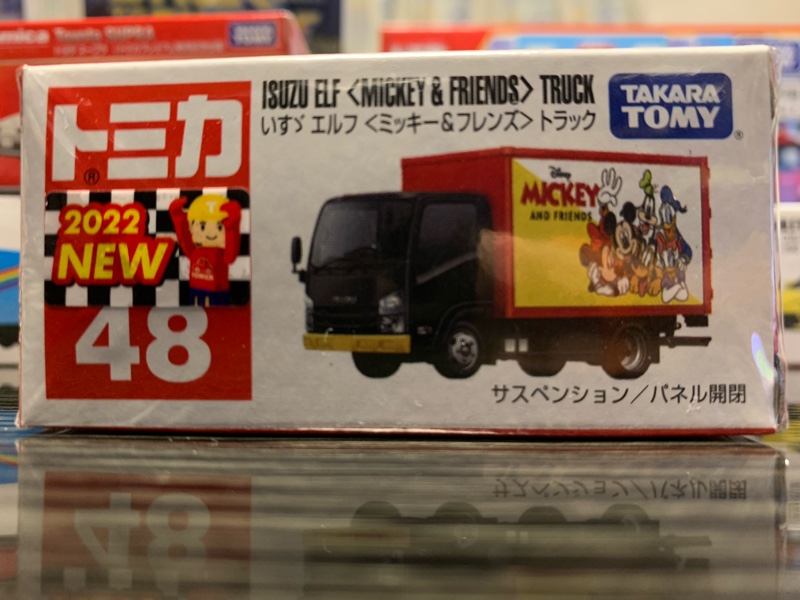 Toyota SUPRA
トミカ
®
2022
NEW
48
ISUZU ELF <MICKEY & FRIENDS> TRUCK
いすゞ エルフ <ミッキー&フレンズ> トラック
TAKARA
TOMY
®
Disney
MICKEY
AND FRIENDS
サスペンション/パネル開閉